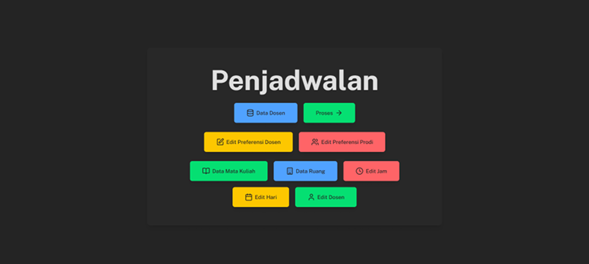 Penjadwalan
Data Dosen Proses
Edit Preferensi Dosen Edit Preferensi Prodi
Data Mata Kuliah Data Ruang Edit Jam
Edit Hari Edit Dosen